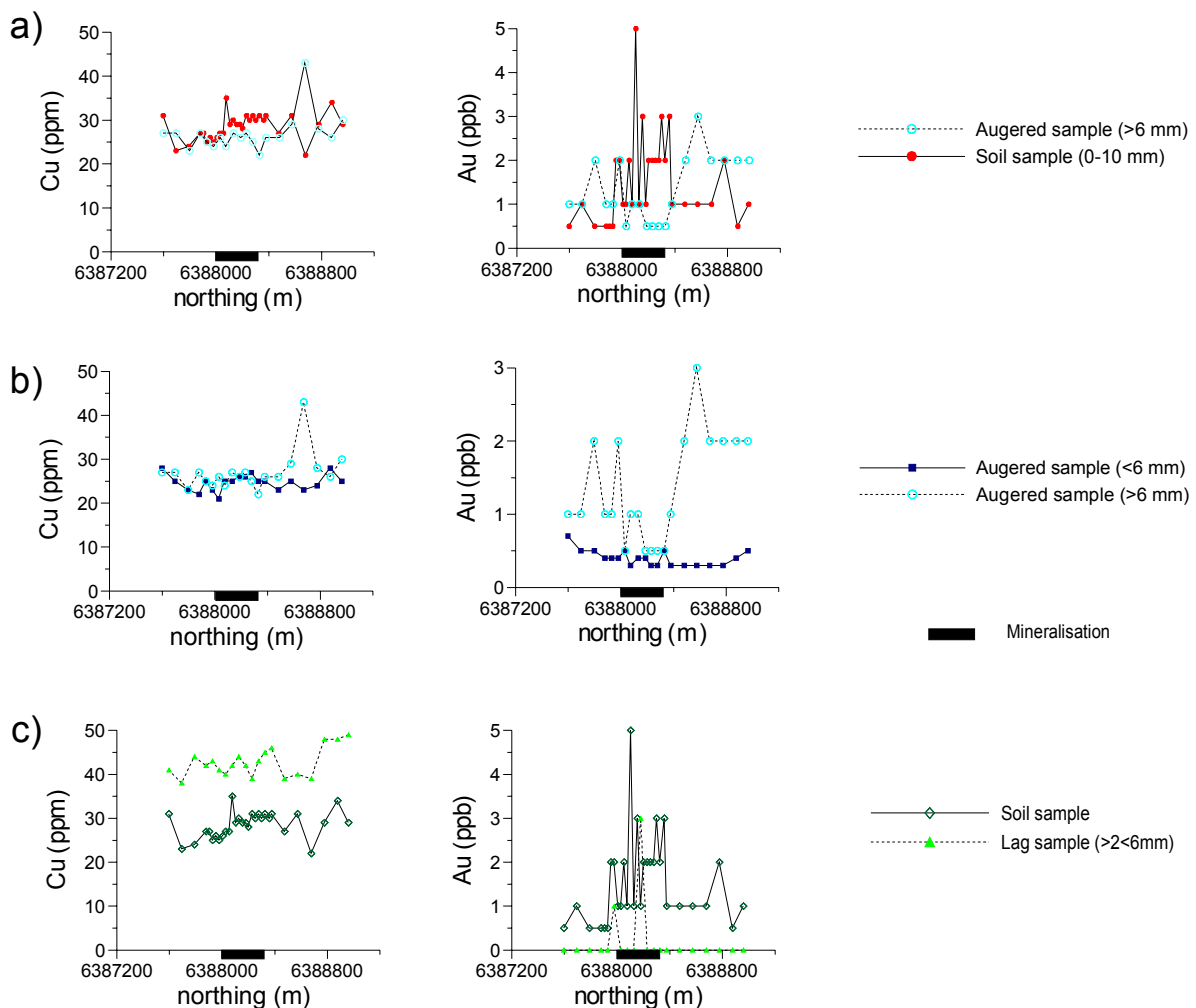 a)
50
40
30
20
10
0
Cu (ppm)
6387200
6388000
6388800
northing (m)
5
4
3
2
1
0
Au (ppb)
6387200
6388000
6388800
northing (m)
Augered sample (>6 mm)
Soil sample (0-10 mm)
b)
50
40
30
20
10
0
Cu (ppm)
6387200
6388000
6388800
northing (m)
3
2
1
0
Au (ppb)
6387200
6388000
6388800
northing (m)
Augered sample (<6 mm)
Augered sample (>6 mm)
Mineralisation
c)
50
40
30
20
10
0
Cu (ppm)
6387200
6388000
6388800
northing (m)
5
4
3
2
1
0
Au (ppb)
6387200
6388000
6388800
northing (m)
Soil sample
Lag sample (>2<6mm)